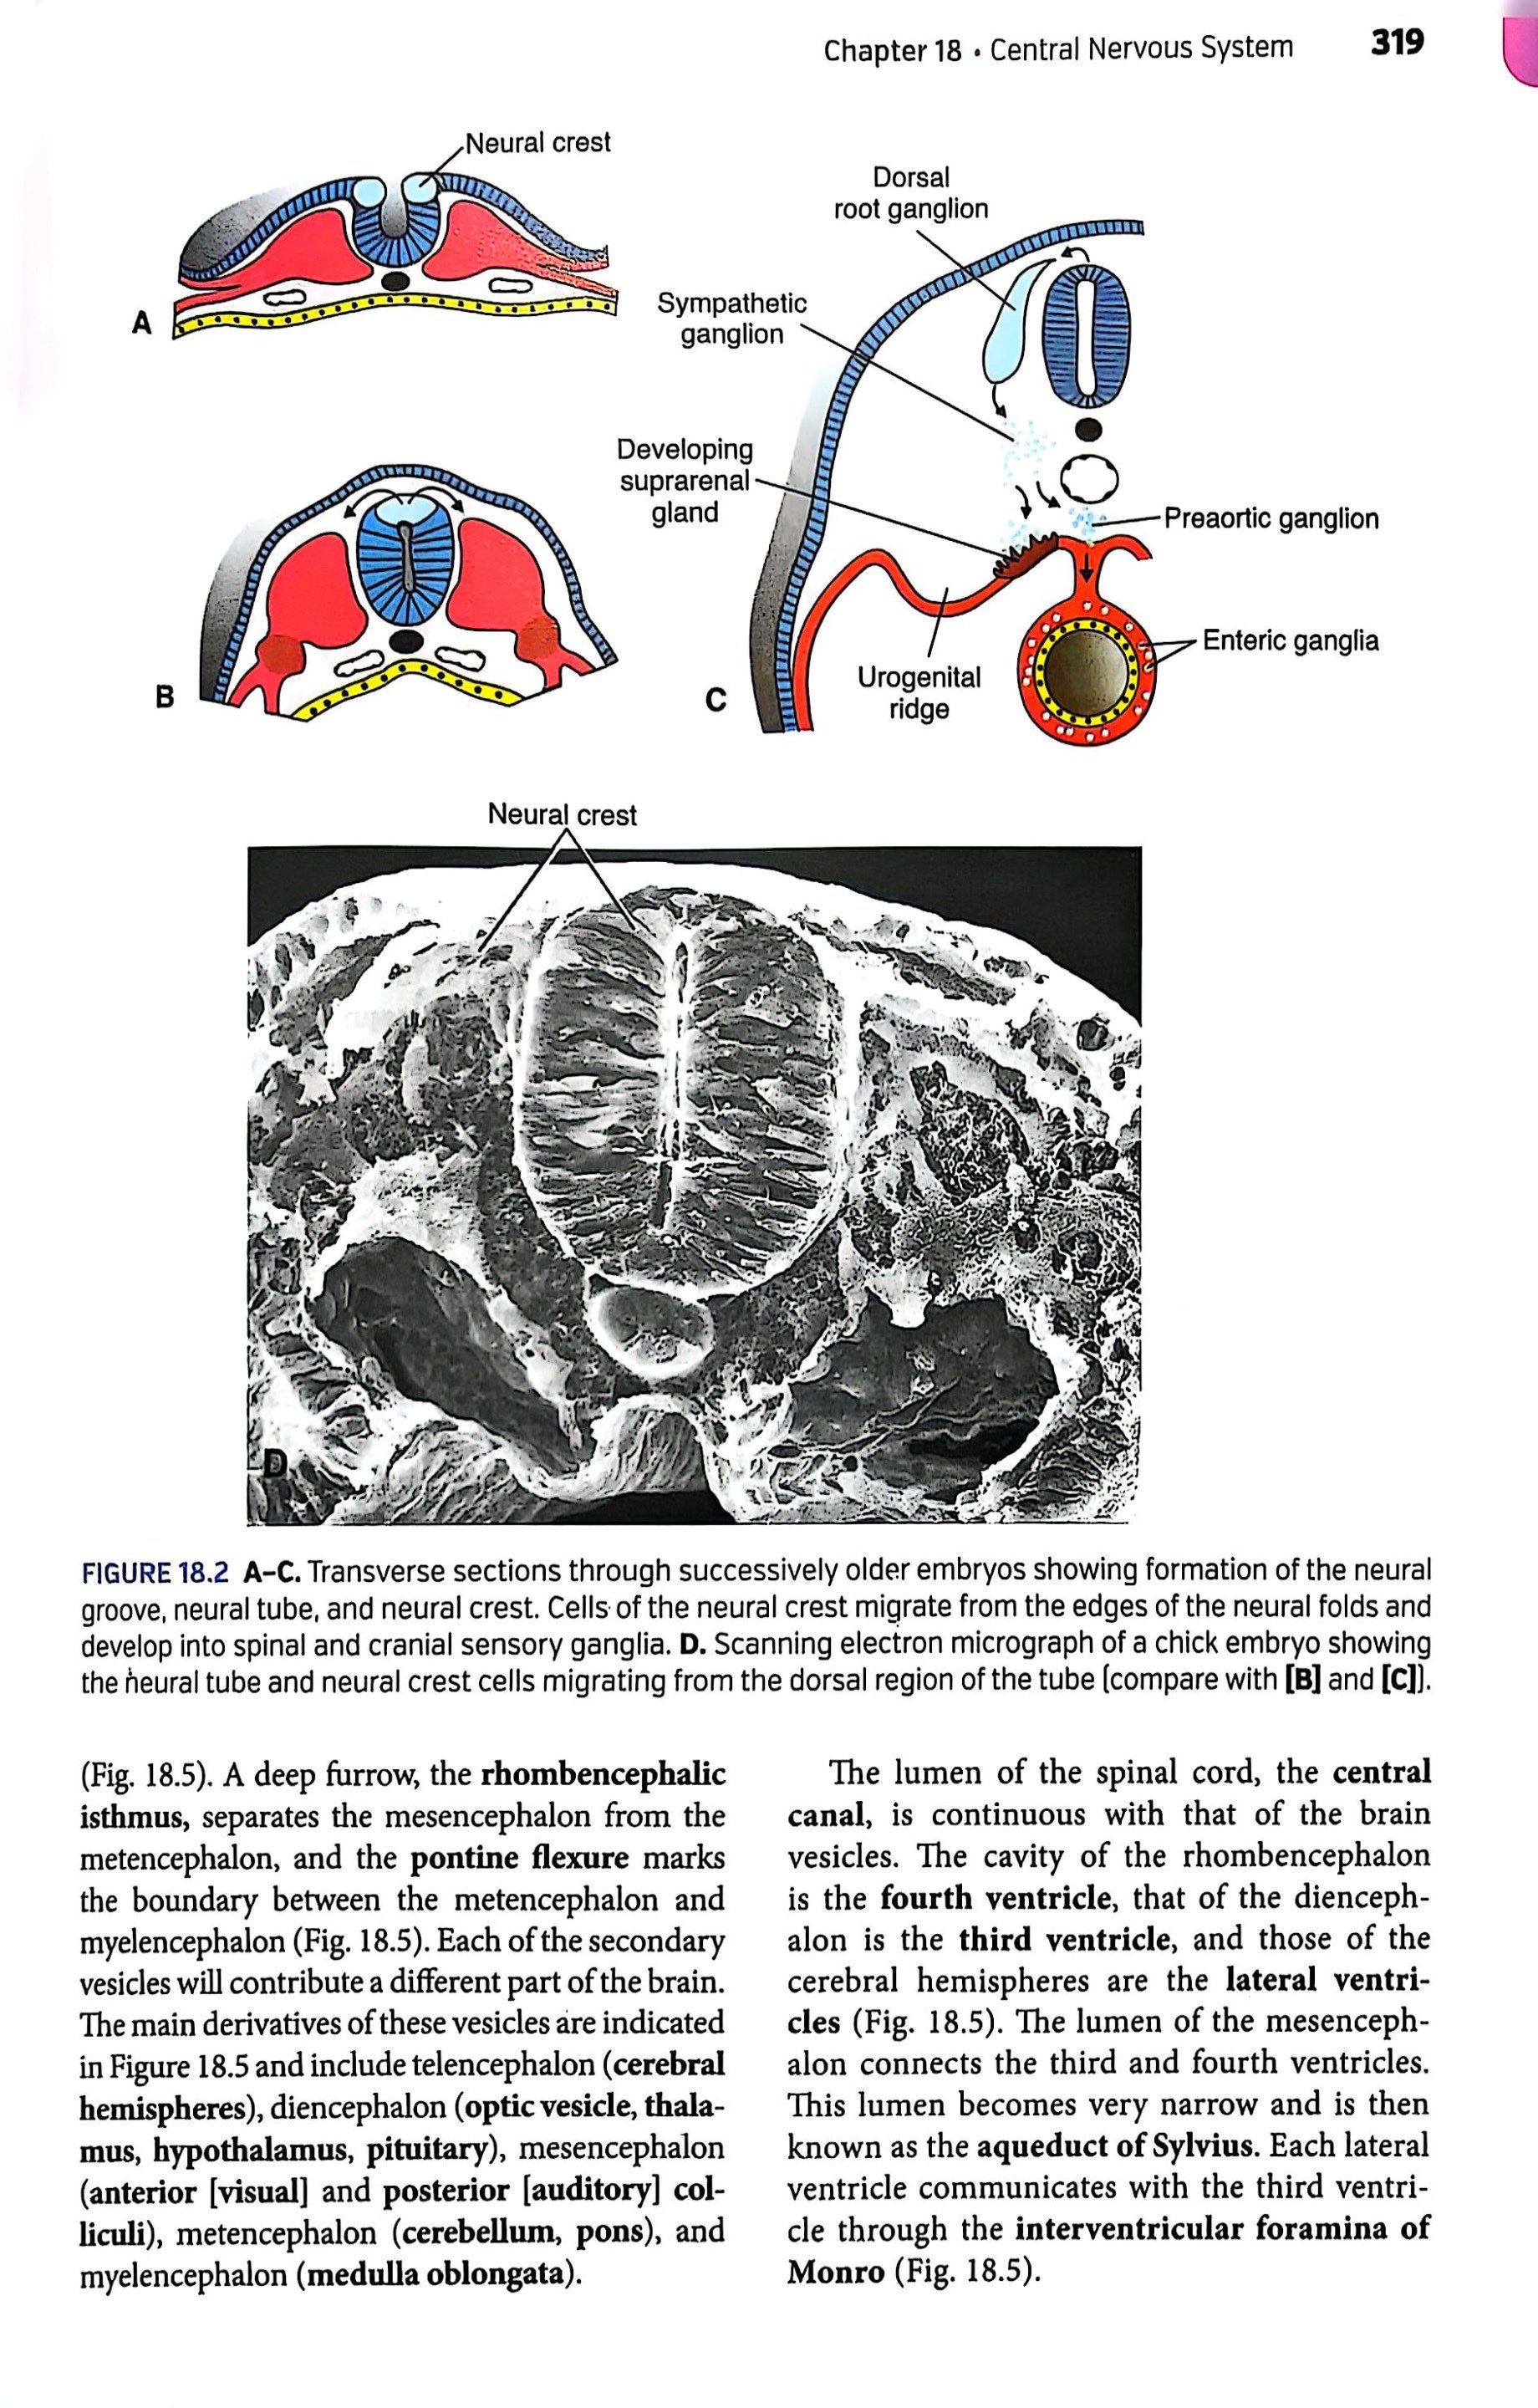 Chapter 18 • Central Nervous System 319
Neural crest
A
B
Dorsal
root ganglion
Sympathetic
ganglion
Developing
suprarenal
gland
Preaortic ganglion
Enteric ganglia
Urogenital
ridge
C
Neural crest
D
FIGURE 18.2 A–C. Transverse sections through successively older embryos showing formation of the neural
groove, neural tube, and neural crest. Cells of the neural crest migrate from the edges of the neural folds and
develop into spinal and cranial sensory ganglia. D. Scanning electron micrograph of a chick embryo showing
the neural tube and neural crest cells migrating from the dorsal region of the tube (compare with [B] and [C]).
(Fig. 18.5). A deep furrow, the rhombencephalic
isthmus, separates the mesencephalon from the
metencephalon, and the pontine flexure marks
the boundary between the metencephalon and
myelencephalon (Fig. 18.5). Each of the secondary
vesicles will contribute a different part of the brain.
The main derivatives of these vesicles are indicated
in Figure 18.5 and include telencephalon (cerebral
hemispheres), diencephalon (optic vesicle, thala-
mus, hypothalamus, pituitary), mesencephalon
(anterior [visual] and posterior [auditory] col-
liculi), metencephalon (cerebellum, pons), and
myelencephalon (medulla oblongata).
The lumen of the spinal cord, the central
canal, is continuous with that of the brain
vesicles. The cavity of the rhombencephalon
is the fourth ventricle, that of the dienceph-
alon is the third ventricle, and those of the
cerebral hemispheres are the lateral ventri-
cles (Fig. 18.5). The lumen of the mesenceph-
alon connects the third and fourth ventricles.
This lumen becomes very narrow and is then
known as the aqueduct of Sylvius. Each lateral
ventricle communicates with the third ventri-
cle through the interventricular foramina of
Monro (Fig. 18.5).